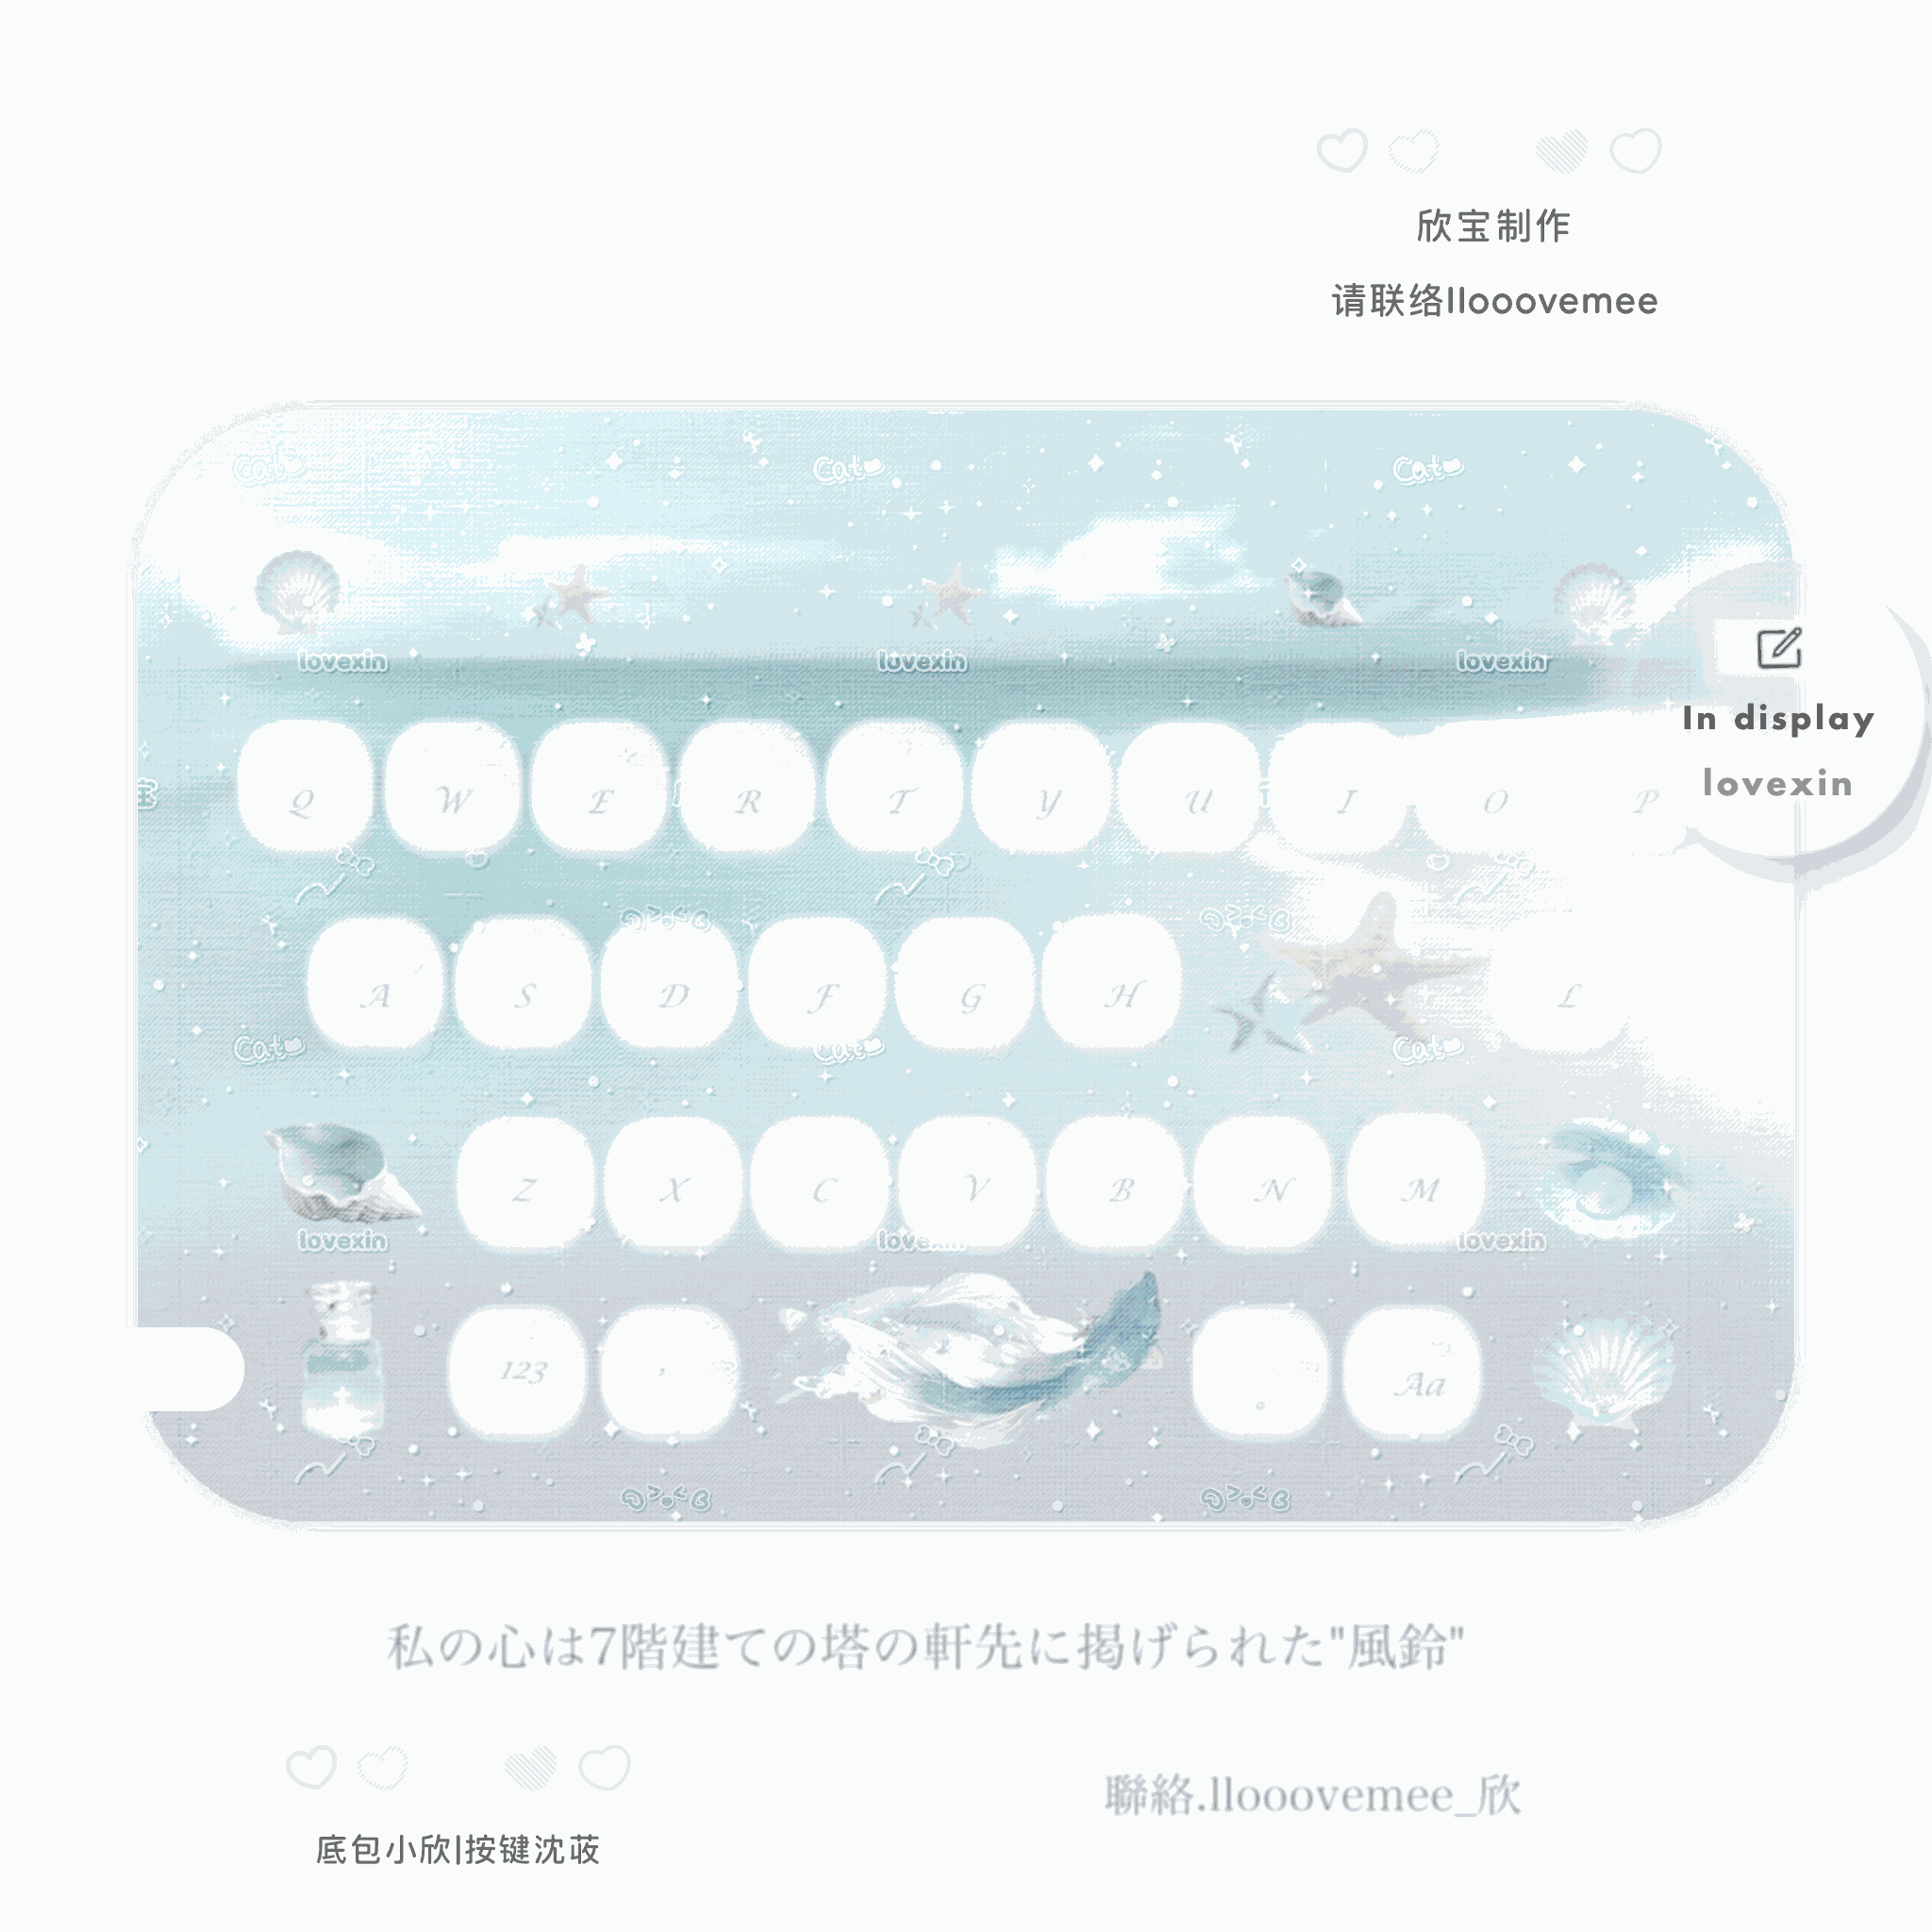 欣宝制作
请联络llooovemee
Cat Cat Cat
lovexin lovexin lovexin
In display
lovexin
Q W E R T Y U I O P
A S D F G H L
Cat Cat Cat
Z X C V B N M
lovexin lovexin lovexin
123 , 。 Aa
私の心は7階建ての塔の軒先に掲げられた"風鈴"
聯絡.llooovemee_欣
底包小欣|按键沈荍